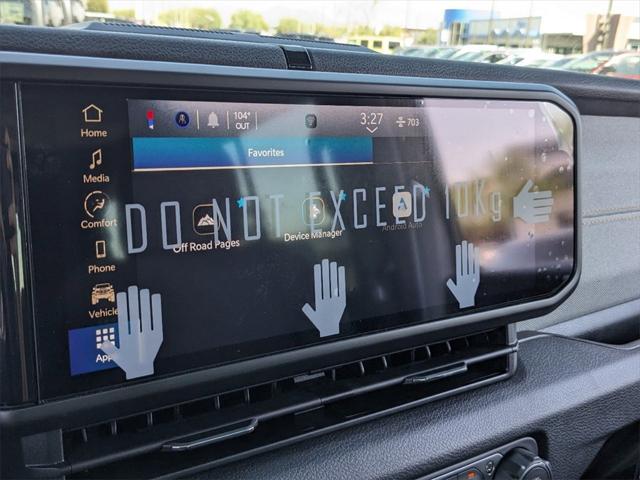 104°
OUT
3:27
703
Home
Favorites
Media
Comfort
DO NOT EXCEED 10Kg
Off Road Pages
Device Manager
Android Auto
Phone
Vehicle
App